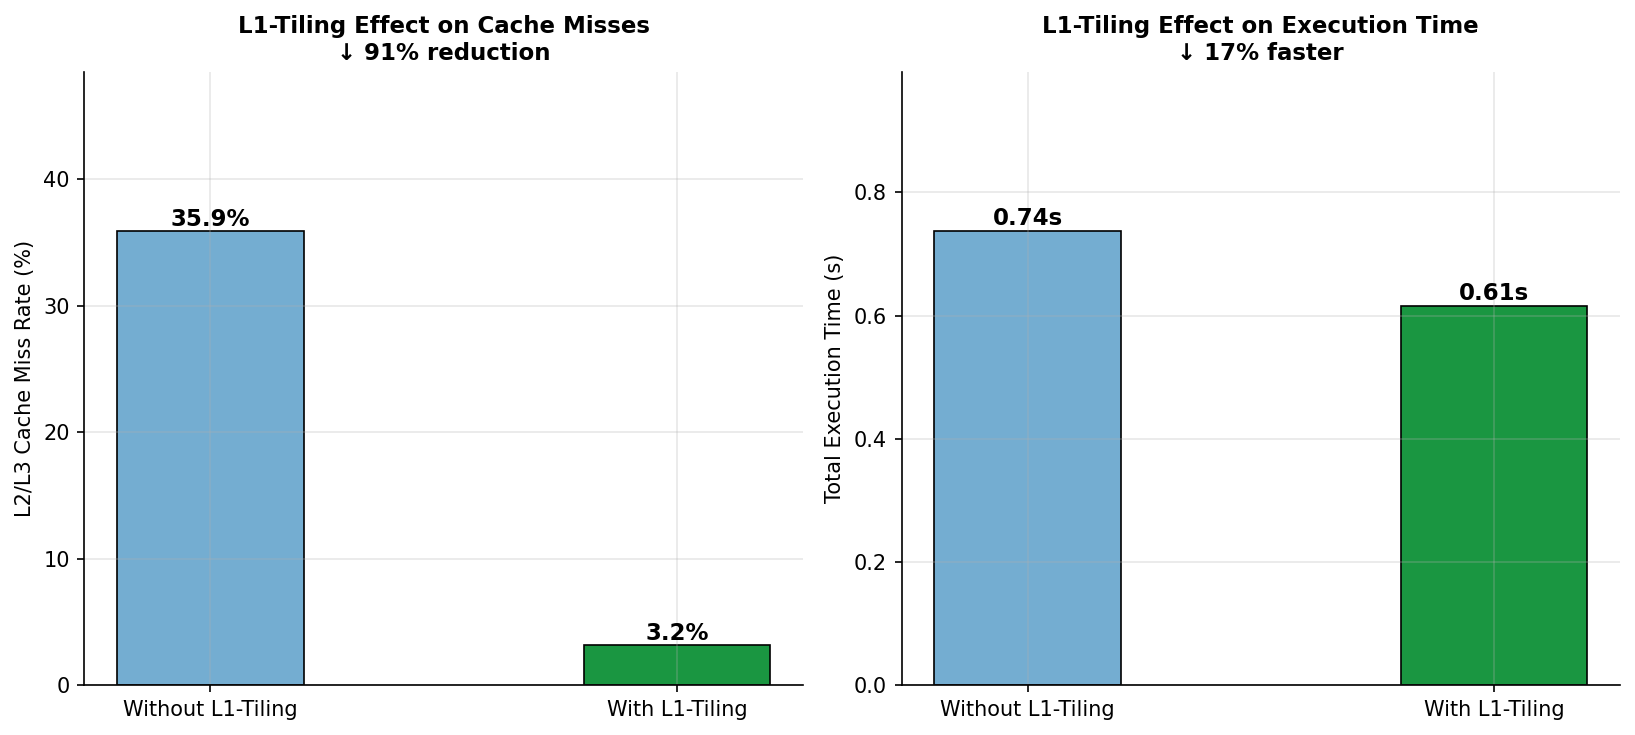 L1-Tiling Effect on Cache Misses
↓ 91% reduction
L2/L3 Cache Miss Rate (%)
40
30
20
10
0
35.9%
3.2%
Without L1-Tiling
With L1-Tiling
L1-Tiling Effect on Execution Time
↓ 17% faster
Total Execution Time (s)
0.8
0.6
0.4
0.2
0.0
0.74s
0.61s
Without L1-Tiling
With L1-Tiling